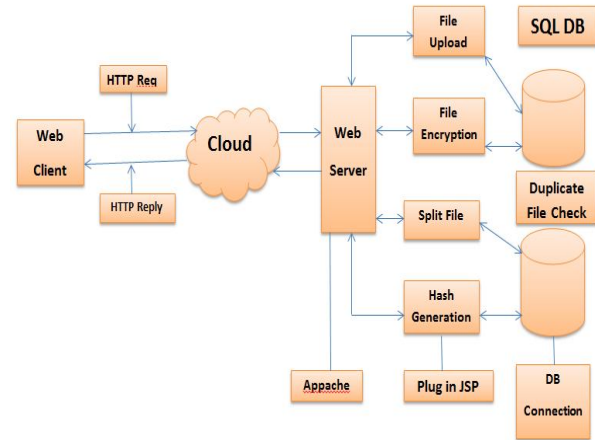 File
Upload
SQL DB
HTTP Req
File
Encryption
Web
Client
Cloud
Web
Server
HTTP Reply
Duplicate
File Check
Split File
Hash
Generation
Appache
Plug in JSP
DB
Connection